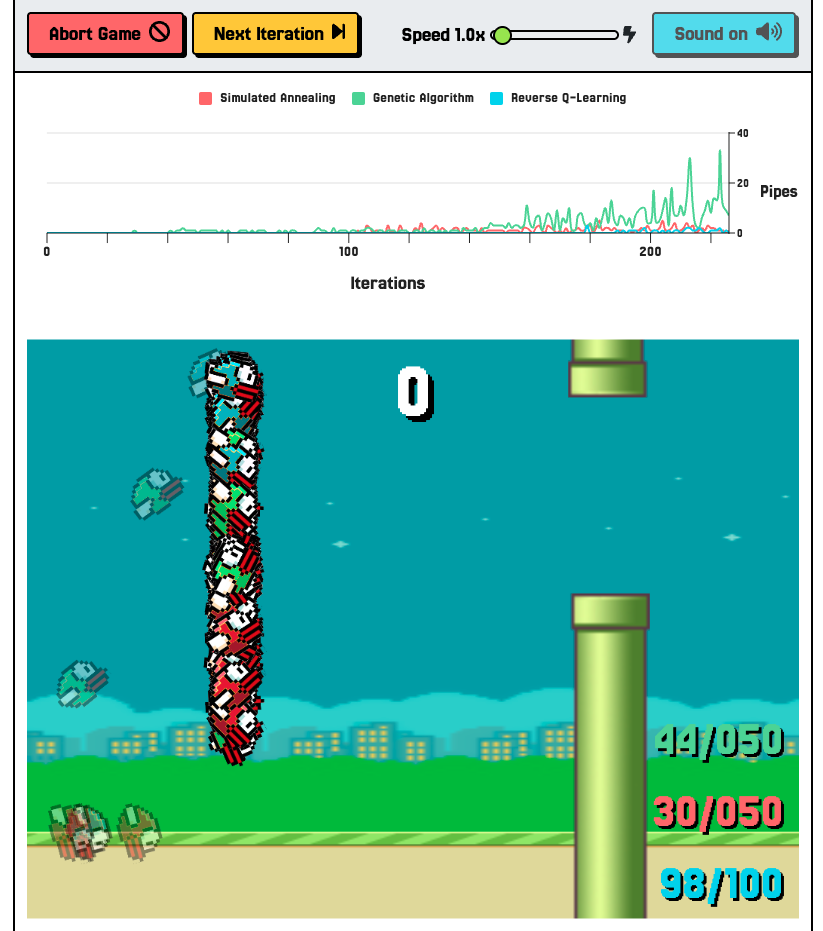 Abort Game Next Iteration Speed 1.0x Sound on
Simulated Annealing Genetic Algorithm Reverse Q-Learning
40
20
Pipes
0
0 100 200
Iterations
0
44/050
30/050
98/100